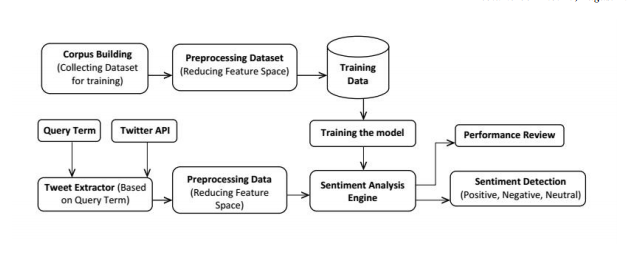 Corpus Building
(Collecting Dataset
for training)
Preprocessing Dataset
(Reducing Feature Space)
Training
Data
Query Term
Twitter API
Training the model
Performance Review
Tweet Extractor (Based
on Query Term)
Preprocessing Data
(Reducing Feature
Space)
Sentiment Analysis
Engine
Sentiment Detection
(Positive, Negative, Neutral)